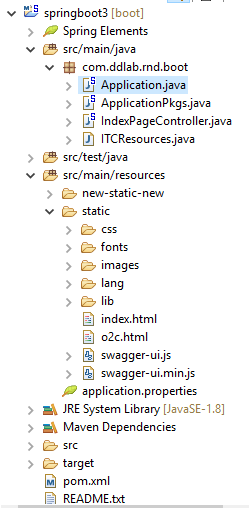 springboot3 [boot]
Spring Elements
src/main/java
com.ddlab.rnd.boot
Application.java
ApplicationPkgs.java
IndexPageController.java
ITCResources.java
src/test/java
src/main/resources
new-static-new
static
css
fonts
images
lang
lib
index.html
o2c.html
swagger-ui.js
swagger-ui.min.js
application.properties
JRE System Library [JavaSE-1.8]
Maven Dependencies
src
target
pom.xml
README.txt